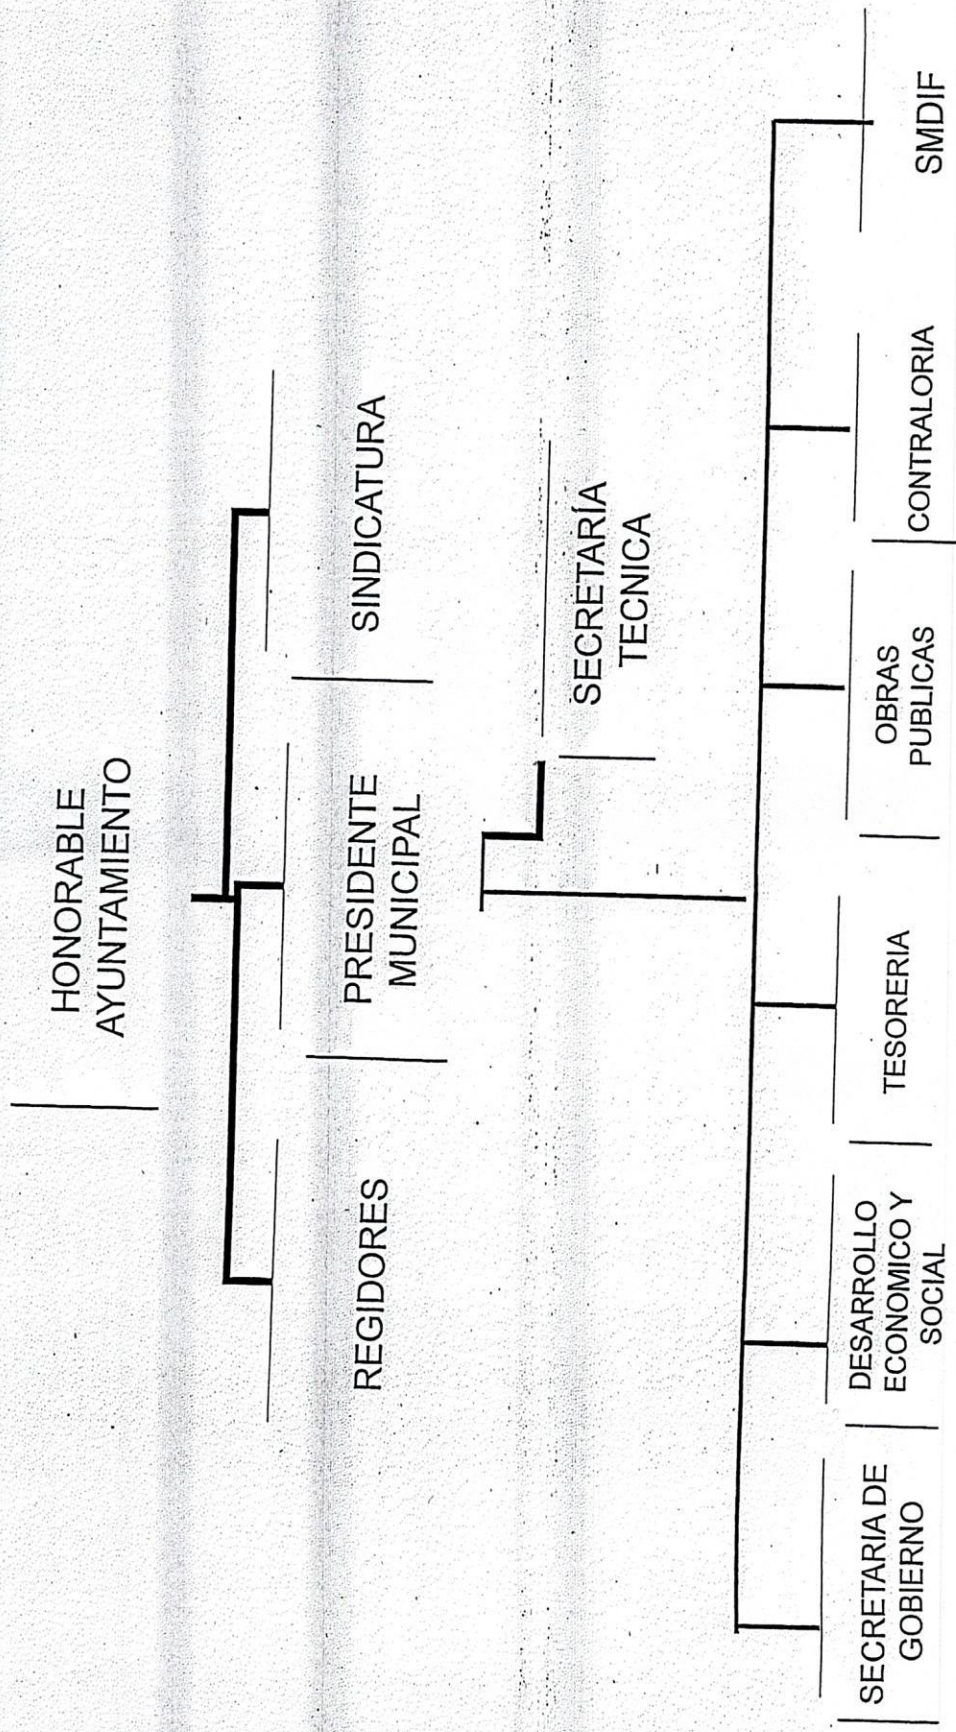 HONORABLE
AYUNTAMIENTO
REGIDORES
PRESIDENTE
MUNICIPAL
SINDICATURA
SECRETARÍA
TECNICA
SECRETARIA DE
GOBIERNO
DESARROLLO
ECONOMICO Y
SOCIAL
TESORERIA
OBRAS
PUBLICAS
CONTRALORIA
SMDIF